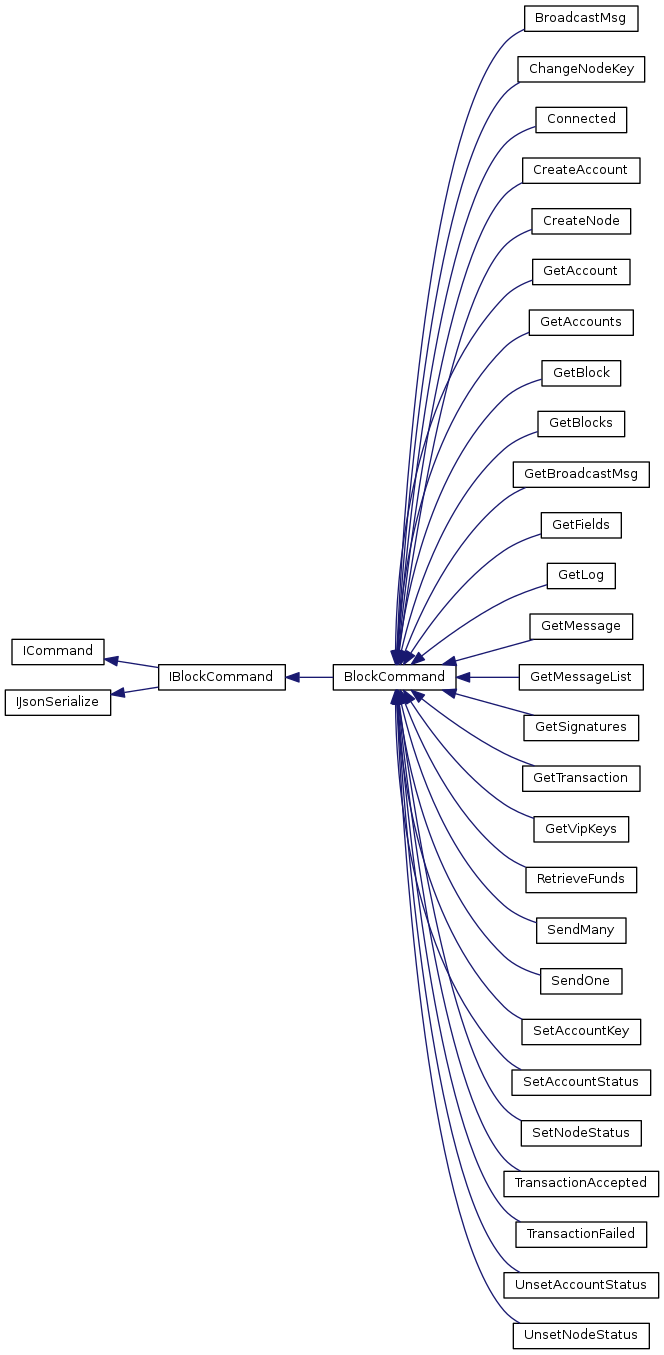 BroadcastMsg
ChangeNodeKey
Connected
CreateAccount
CreateNode
GetAccount
GetAccounts
GetBlock
GetBlocks
GetBroadcastMsg
GetFields
GetLog
GetMessage
ICommand
IBlockCommand
BlockCommand
GetMessageList
IJsonSerialize
GetSignatures
GetTransaction
GetVipKeys
RetrieveFunds
SendMany
SendOne
SetAccountKey
SetAccountStatus
SetNodeStatus
TransactionAccepted
TransactionFailed
UnsetAccountStatus
UnsetNodeStatus